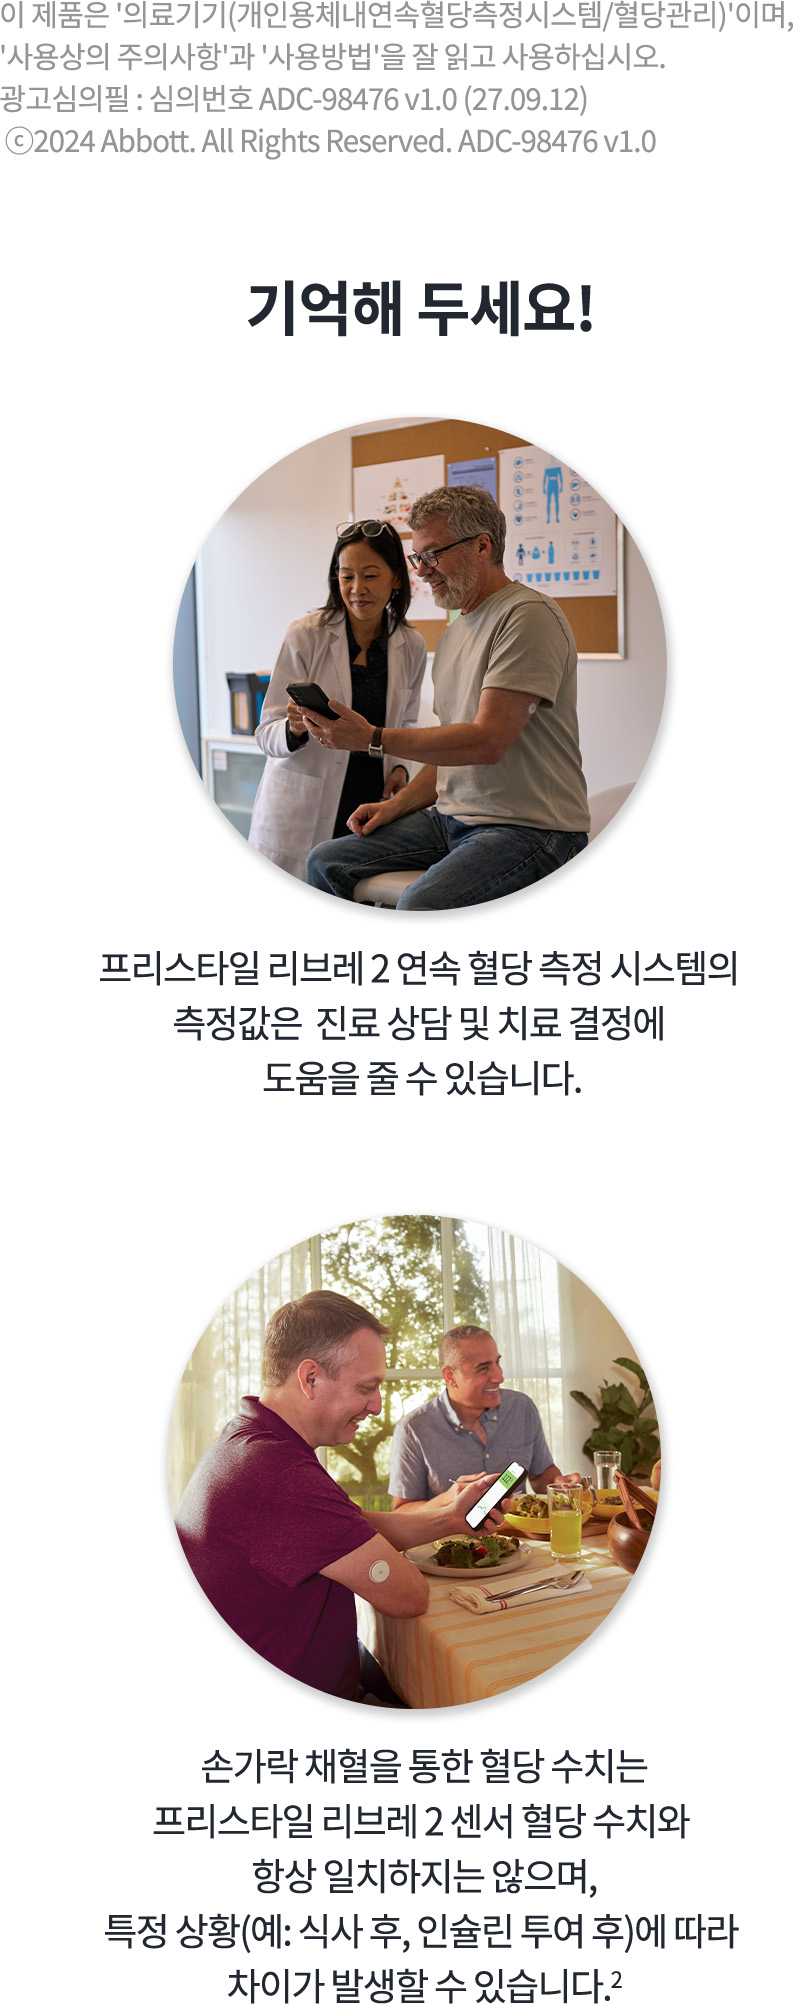 이 제품은 '의료기기(개인용체내연속혈당측정시스템/혈당관리)'이며,
'사용상의 주의사항'과 '사용방법'을 잘 읽고 사용하십시오.
광고심의필 : 심의번호 ADC-98476 v1.0 (27.09.12)
ⓒ2024 Abbott. All Rights Reserved. ADC-98476 v1.0
기억해 두세요!
프리스타일 리브레 2 연속 혈당 측정 시스템의
측정값은 진료 상담 및 치료 결정에
도움을 줄 수 있습니다.
손가락 채혈을 통한 혈당 수치는
프리스타일 리브레 2 센서 혈당 수치와
항상 일치하지는 않으며,
특정 상황(예: 식사 후, 인슐린 투여 후)에 따라
차이가 발생할 수 있습니다.²